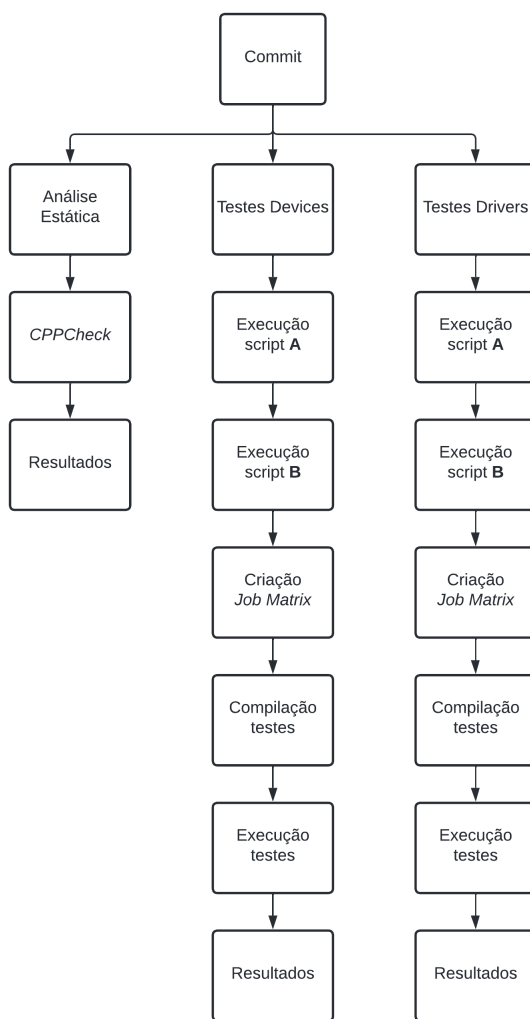 Commit
Análise
Estática
Testes Devices
Testes Drivers
CPPCheck
Execução
script A
Execução
script A
Resultados
Execução
script B
Execução
script B
Criação
Job Matrix
Criação
Job Matrix
Compilação
testes
Compilação
testes
Execução
testes
Execução
testes
Resultados
Resultados